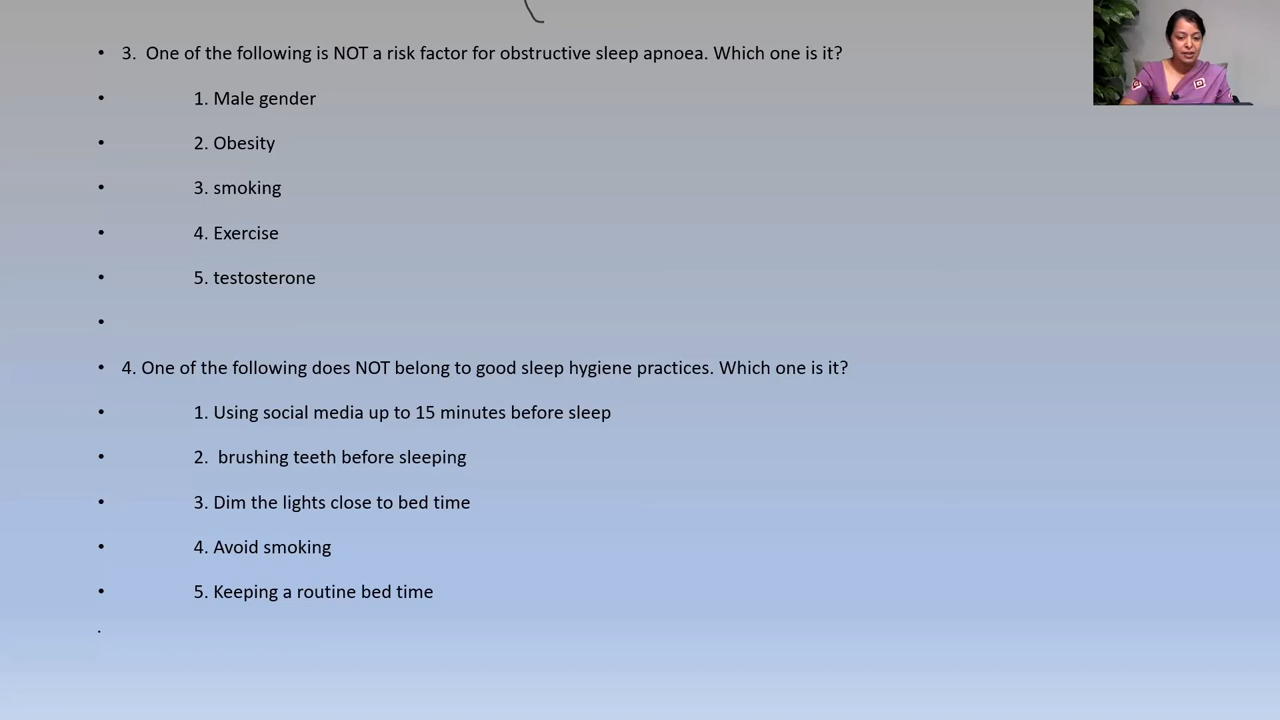 • 3. One of the following is NOT a risk factor for obstructive sleep apnoea. Which one is it?
• 1. Male gender
• 2. Obesity
• 3. smoking
• 4. Exercise
• 5. testosterone
•
• 4. One of the following does NOT belong to good sleep hygiene practices. Which one is it?
• 1. Using social media up to 15 minutes before sleep
• 2. brushing teeth before sleeping
• 3. Dim the lights close to bed time
• 4. Avoid smoking
• 5. Keeping a routine bed time
•